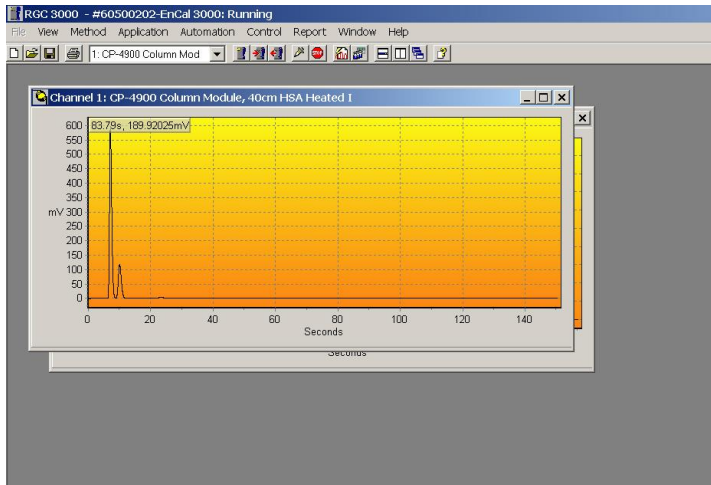 RGC 3000 - #60500202-EnCal 3000: Running
File View Method Application Automation Control Report Window Help
1: CP-4900 Column Mod
STOP
Channel 1: CP-4900 Column Module, 40cm HSA Heated I
83.79s, 189.92025mV
600
550
500
450
400
350
mV 300
250
200
150
100
50
0
0 20 40 60 80 100 120 140
Seconds
Seconds